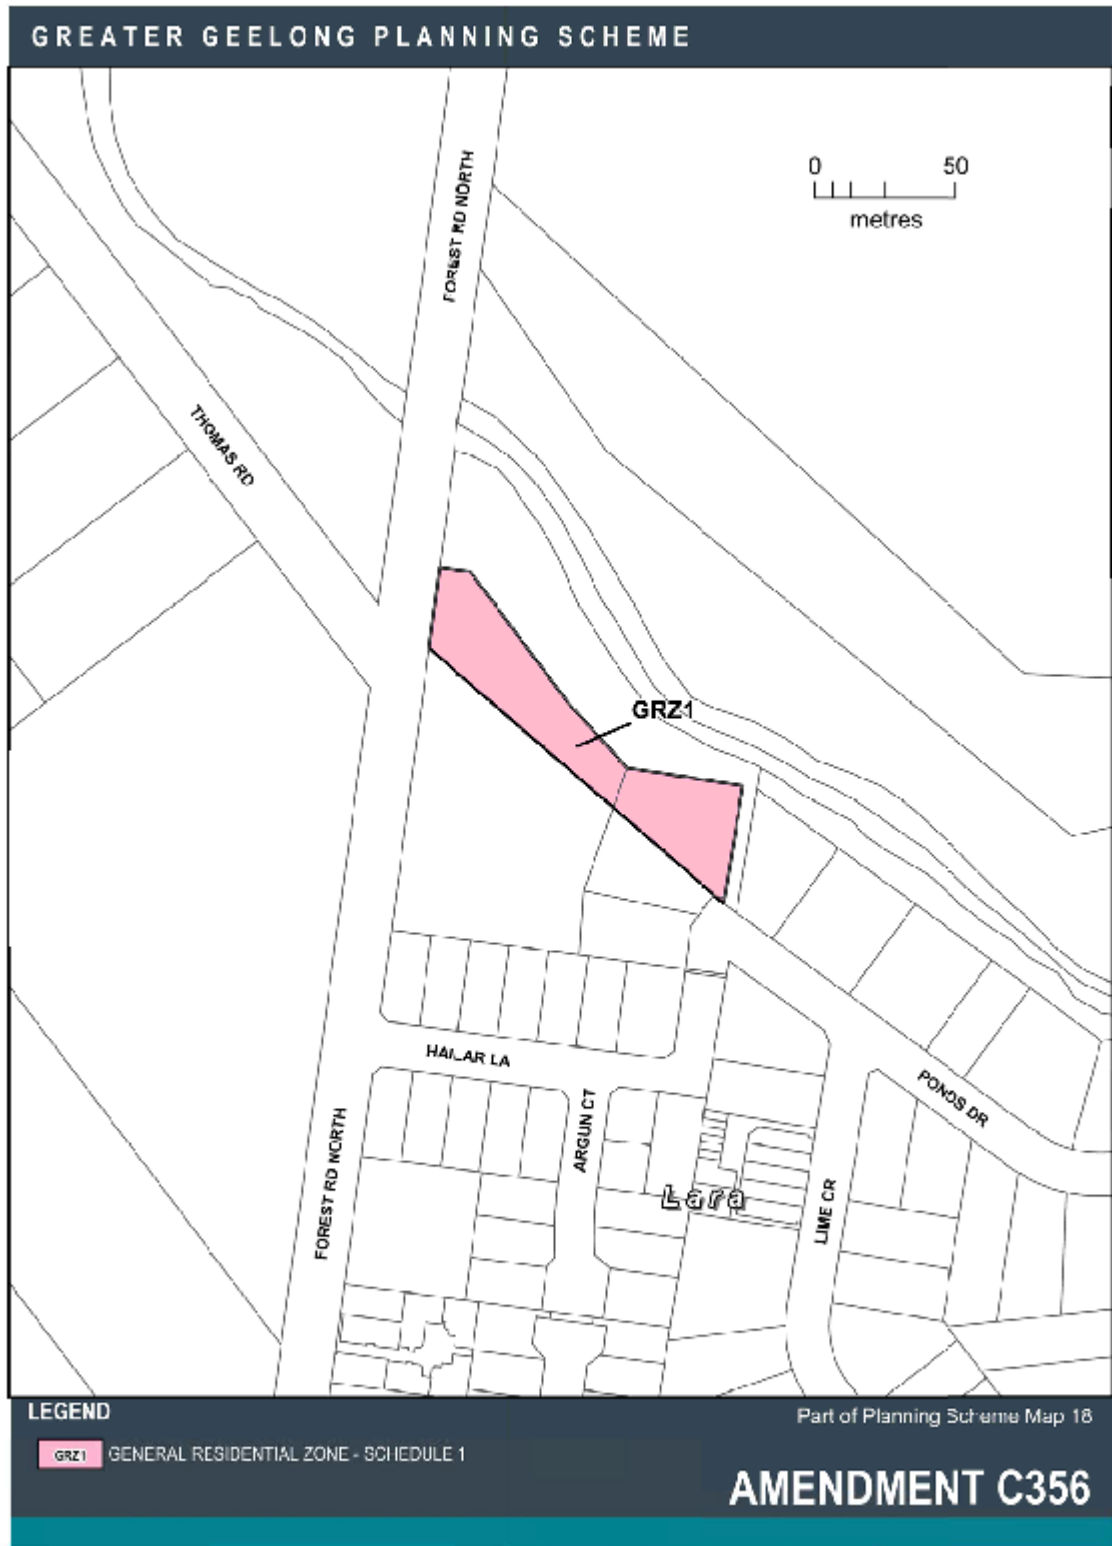 GREATER GEELONG PLANNING SCHEME
0 50
metres
FOREST RD NORTH
THOMAS RD
GRZ1
HAILAR LA
PONDS DR
ARGUN CT
FOREST RD NORTH
Lara
LIME CR
LEGEND
Part of Planning Scheme Map 18
GRZ1 GENERAL RESIDENTIAL ZONE - SCHEDULE 1
AMENDMENT C356